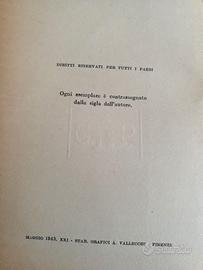 DIRITTI RISERVATI PER TUTTI I PAESI
Ogni esemplare è contrassegnato
dalla sigla dell'autore.
MAGGIO 1943, XXI - STAB. GRAFICI A. VALLECCHI - FIRENZE